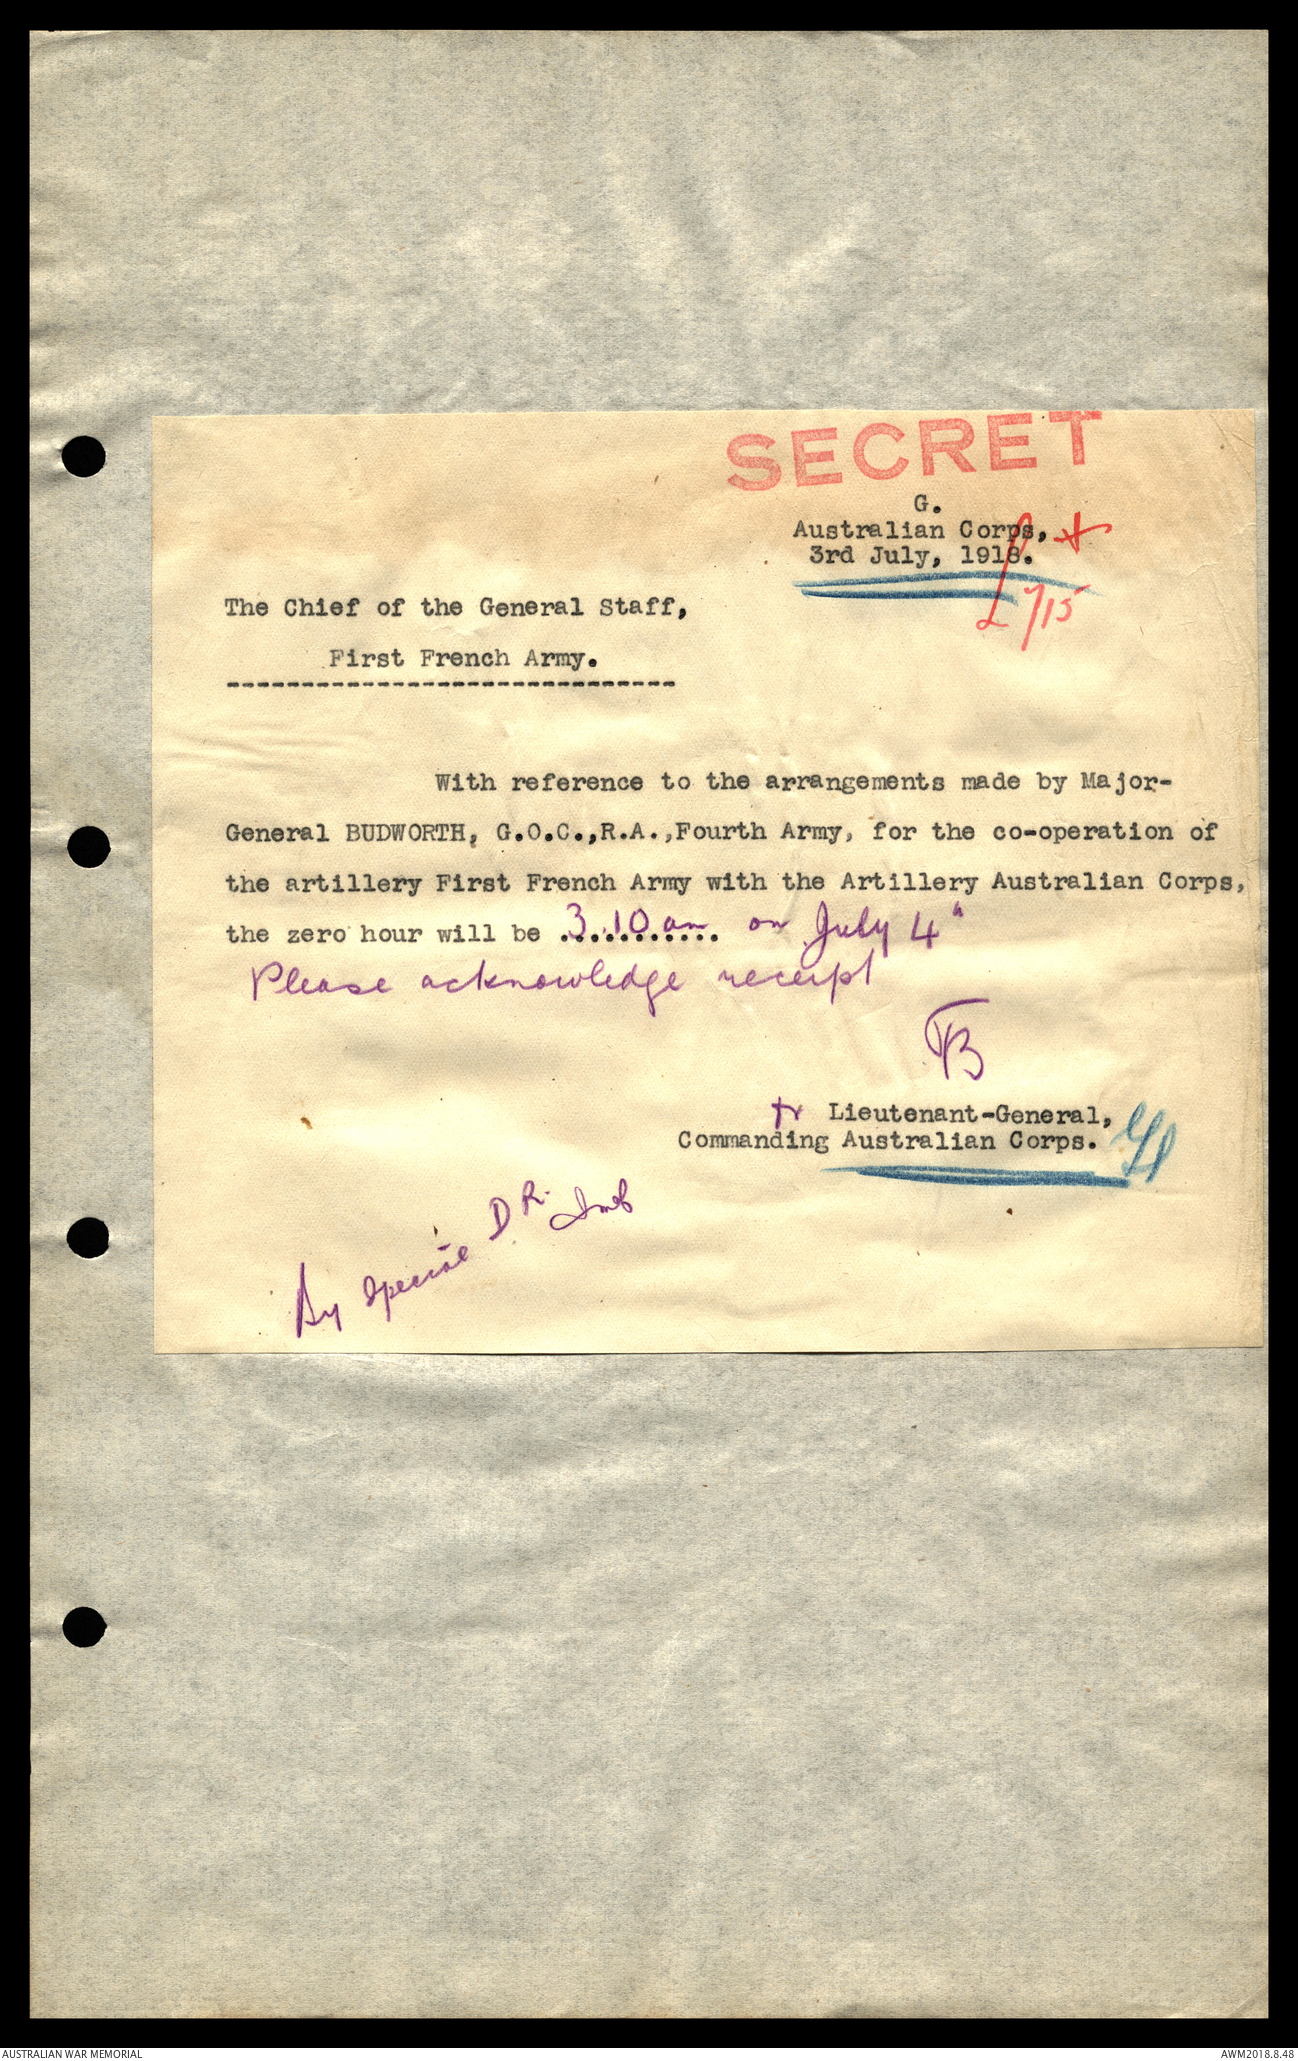 SECRET
G.
Australian Corps,
3rd July, 1918.
715
The Chief of the General Staff,
First French Army.
------------------------------
With reference to the arrangements made by Major-
General BUDWORTH, G.O.C.,R.A.,Fourth Army, for the co-operation of
the artillery First French Army with the Artillery Australian Corps,
the zero hour will be 3.10 am on July 4"
Please acknowledge receipt
TB
Lieutenant-General,
Commanding Australian Corps.
By special D.R.
AUSTRALIAN WAR MEMORIAL
AWM2018.8.48